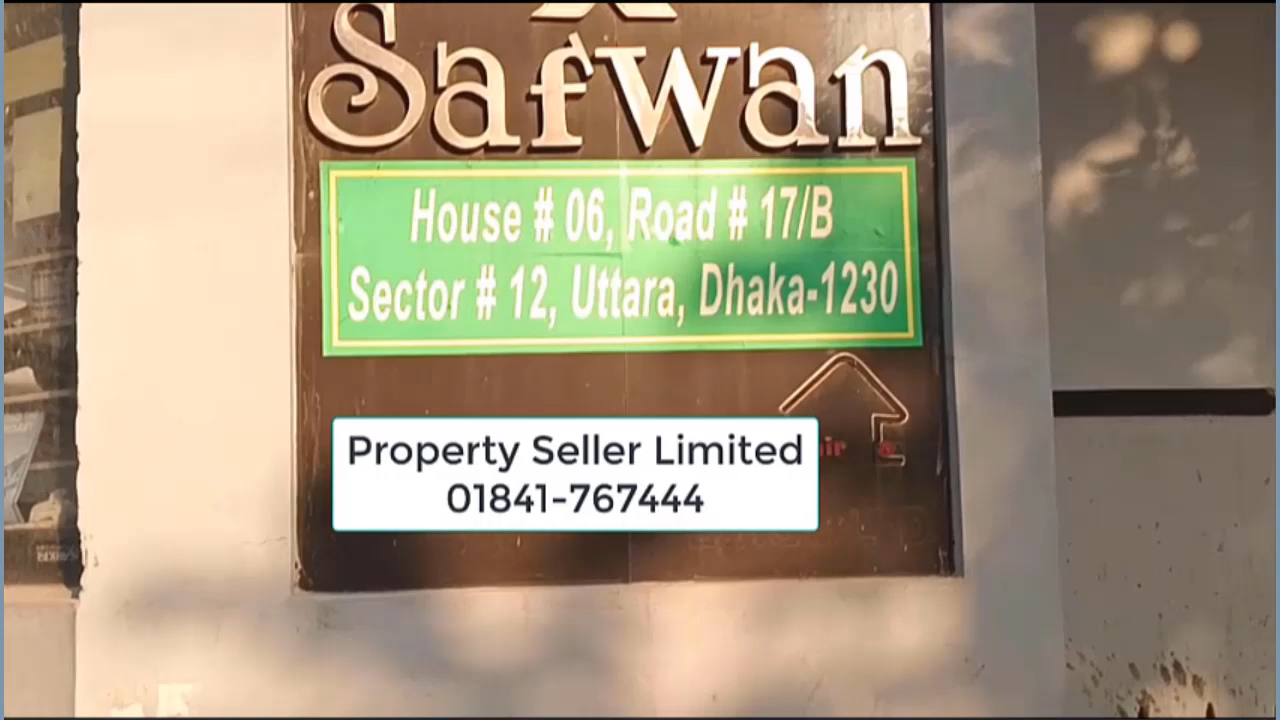 Safwan
House # 06, Road # 17/B
Sector # 12, Uttara, Dhaka-1230
Property Seller Limited
01841-767444